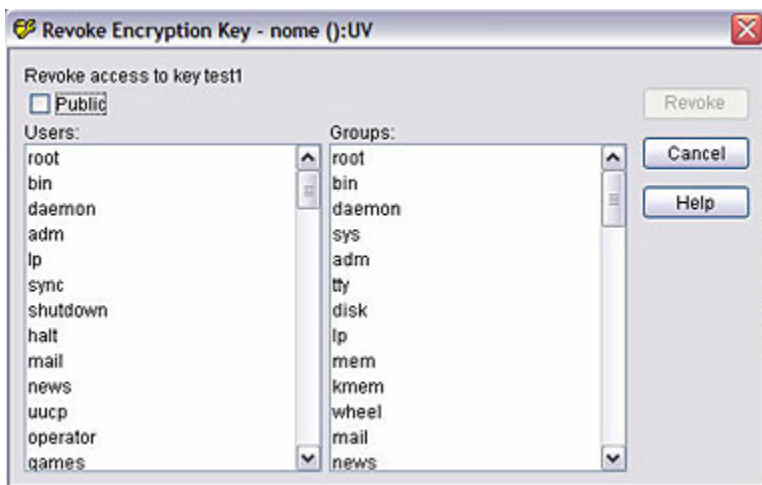 Revoke Encryption Key - nome ():UV
Revoke access to key test1
Public
Revoke
Users:
root
bin
daemon
adm
lp
sync
shutdown
halt
mail
news
uucp
operator
games
Groups:
root
bin
daemon
sys
adm
tty
disk
lp
mem
kmem
wheel
mail
news
Cancel
Help